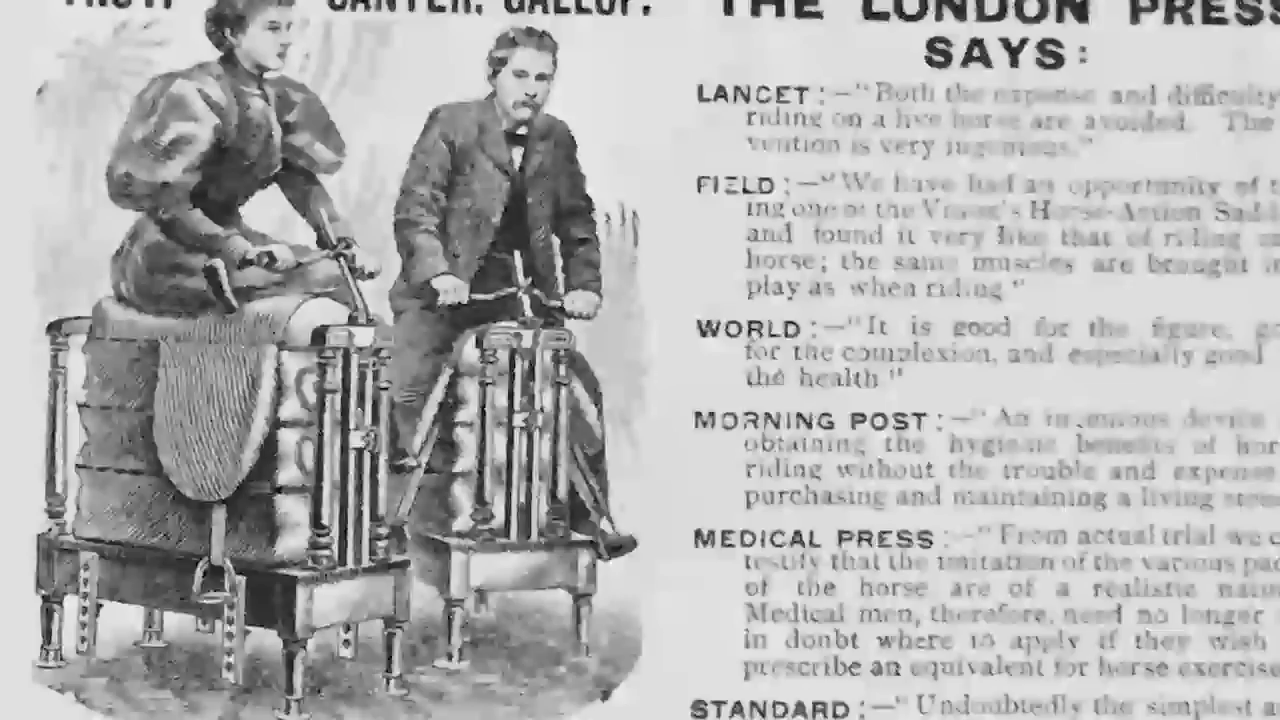 TROT. CANTER. GALLOP.
THE LONDON PRESS
SAYS:
LANCET:—"Both the expense and difficulty
riding on a live horse are avoided. The
vention is very ingenious."
FIELD:—"We have had an opportunity of
ing one of the Vigor's Horse-Action Sadd
and found it very like that of riding
horse; the same muscles are brought
play as when riding"
WORLD:—"It is good for the figure,
for the complexion, and especially good
the health"
MORNING POST:—"An ingenious device
obtaining the hygienic benefits of
riding without the trouble and expense
purchasing and maintaining a living
MEDICAL PRESS:—"From actual trial we
testify that the imitation of the various
of the horse are of a realistic
Medical men, therefore, need no longer
in doubt where to apply if they wish
prescribe an equivalent for horse exercise
STANDARD:—"Undoubtedly the simplest